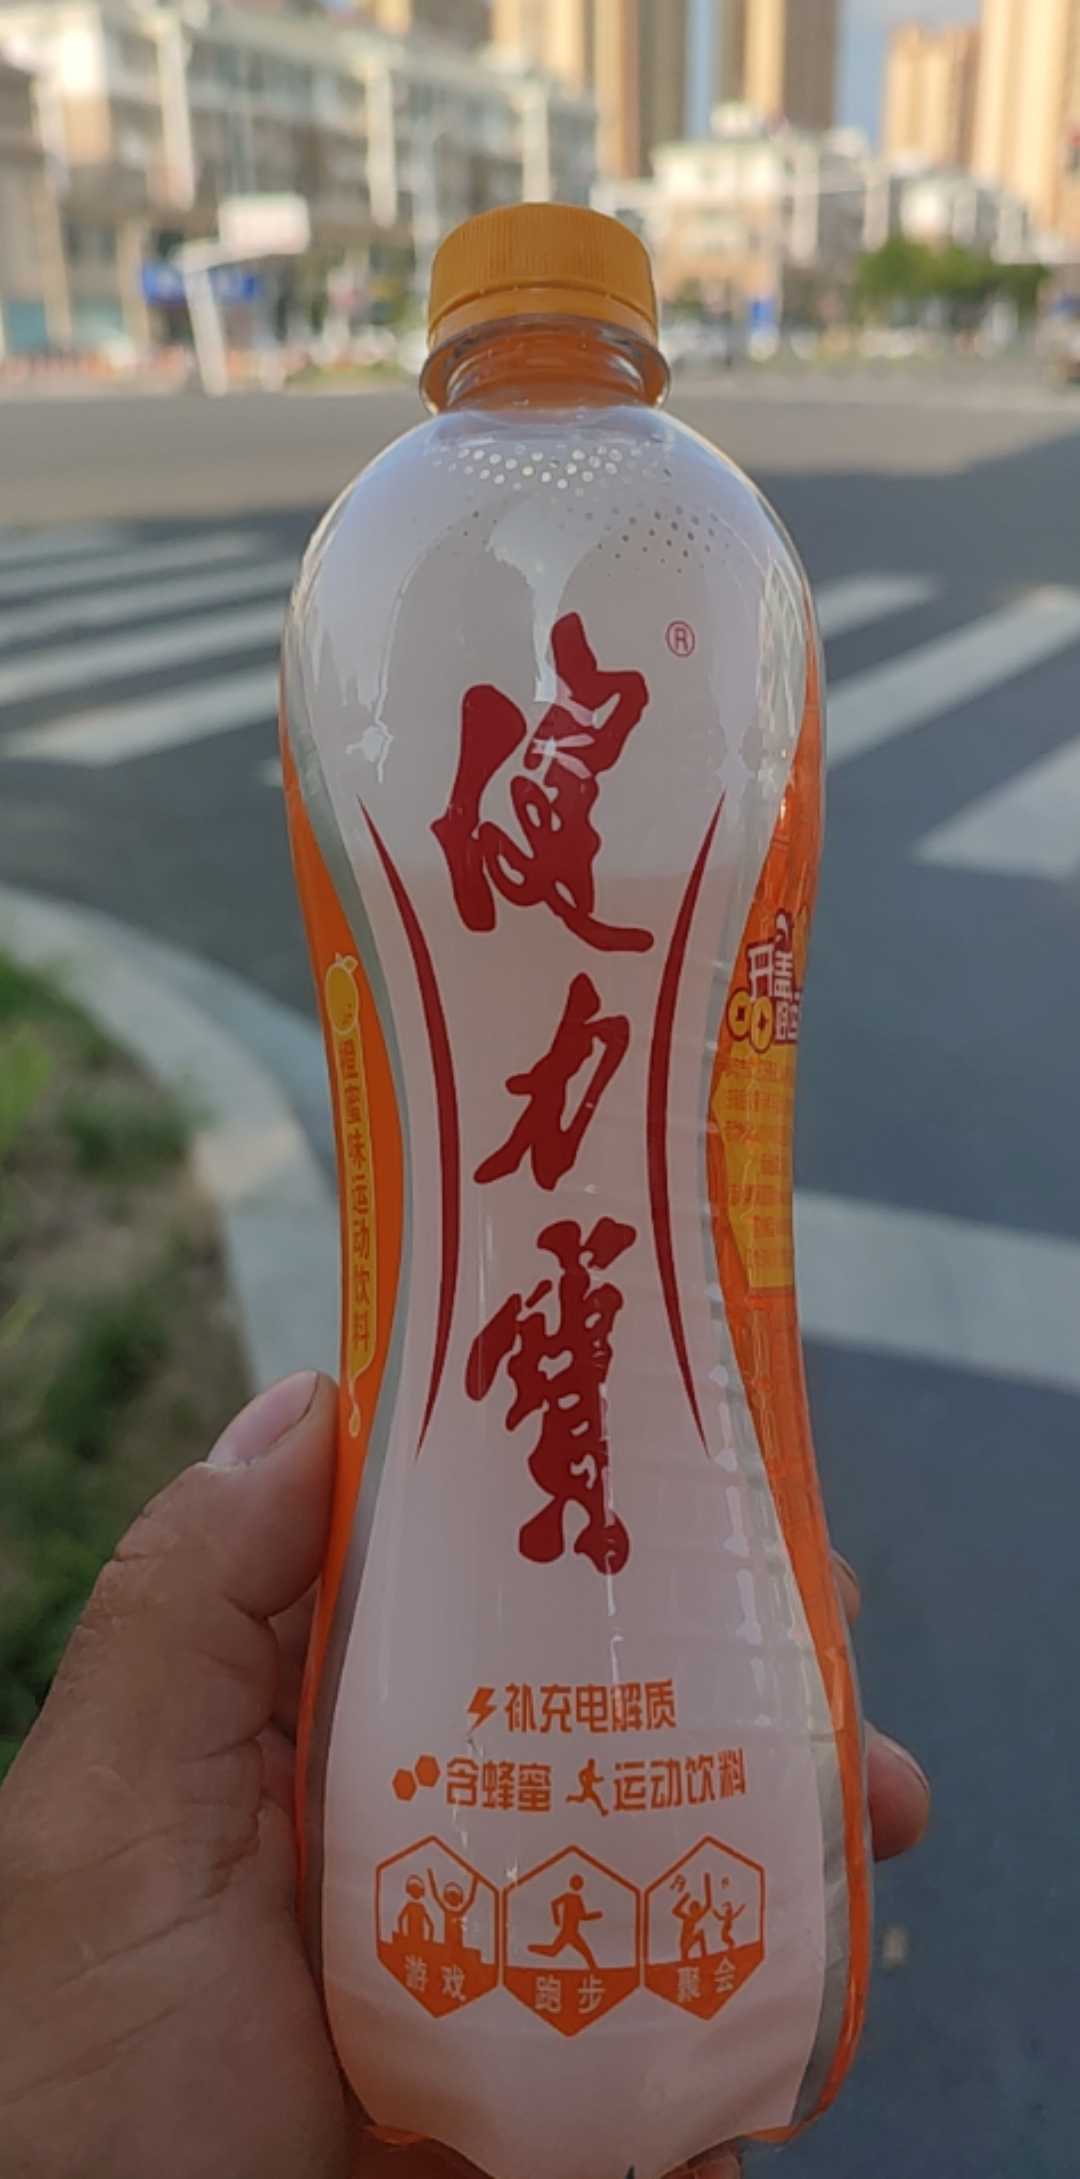 ®
健力寶
橙蜜味运动饮料
开盖
补充电解质
含蜂蜜 运动饮料
游戏 跑步 聚会